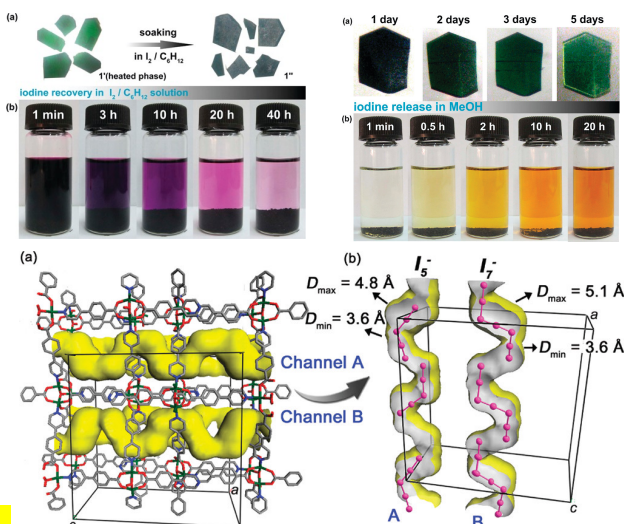 (a)
soaking
in I₂ / C₆H₁₂
1'(heated phase)
1''
iodine recovery in I₂ / C₆H₁₂ solution
(b)
1 min 3 h 10 h 20 h 40 h
(a)
1 day 2 days 3 days 5 days
iodine release in MeOH
(b)
1 min 0.5 h 2 h 10 h 20 h
(a)
Channel A
Channel B
a
(b)
I₅⁻ I₇⁻
Dmax = 4.8 Å
Dmin = 3.6 Å
Dmax = 5.1 Å
Dmin = 3.6 Å
a
c
A B